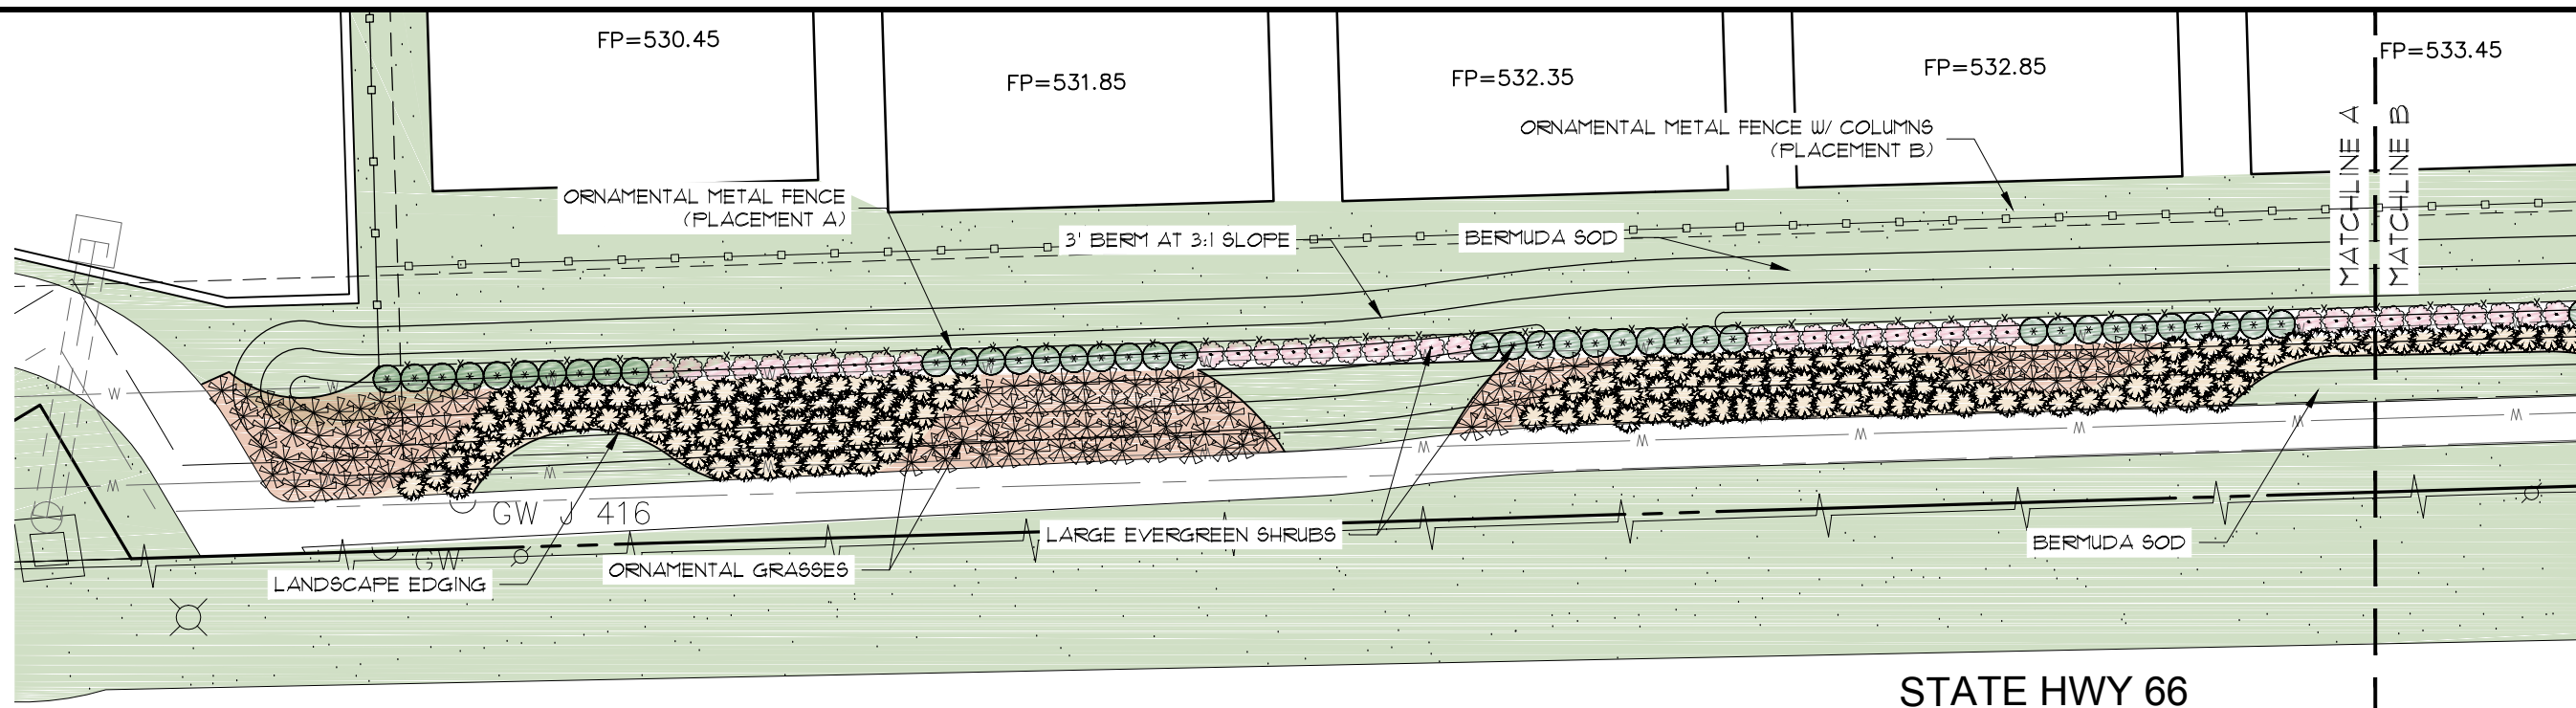 FP=530.45
FP=531.85
FP=532.35
FP=532.85
FP=533.45
ORNAMENTAL METAL FENCE W/ COLUMNS
(PLACEMENT B)
MATCHLINE A
MATCHLINE B
ORNAMENTAL METAL FENCE
(PLACEMENT A)
3' BERM AT 3:1 SLOPE
BERMUDA SOD
W
W
W
W
W
W
W
W
W
W
GW J 416
LARGE EVERGREEN SHRUBS
BERMUDA SOD
GW
ORNAMENTAL GRASSES
LANDSCAPE EDGING
STATE HWY 66